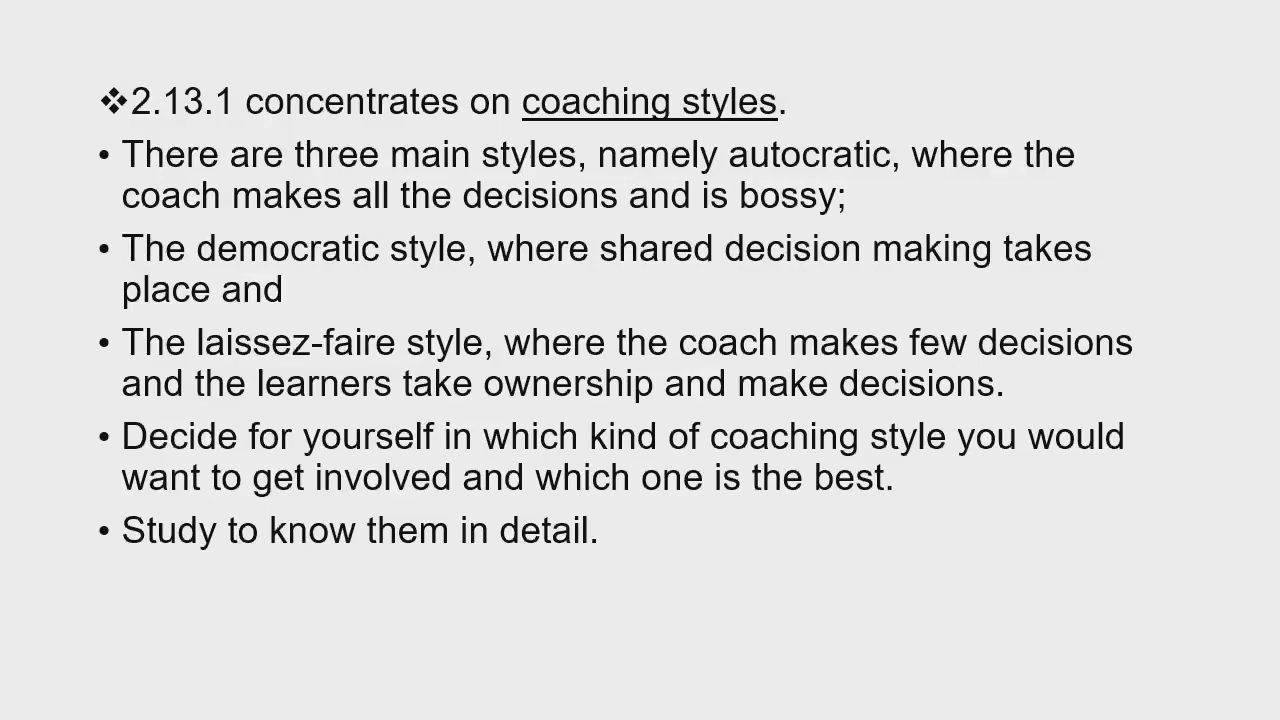 ❖2.13.1 concentrates on coaching styles.
• There are three main styles, namely autocratic, where the
coach makes all the decisions and is bossy;
• The democratic style, where shared decision making takes
place and
• The laissez-faire style, where the coach makes few decisions
and the learners take ownership and make decisions.
• Decide for yourself in which kind of coaching style you would
want to get involved and which one is the best.
• Study to know them in detail.